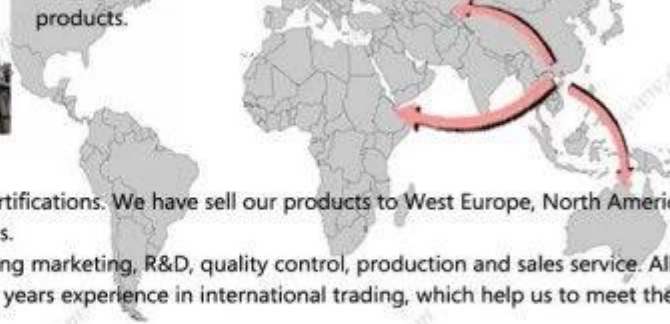 products.
rtifications. We have sell our products to West Europe, North Americ
s.
ng marketing, R&D, quality control, production and sales service. Al
years experience in international trading, which help us to meet the